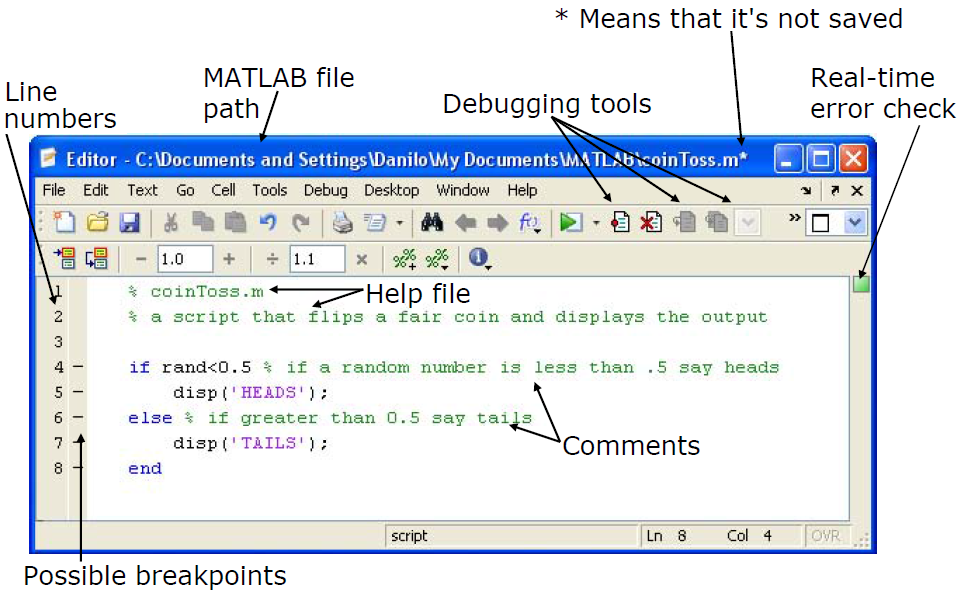 * Means that it's not saved
MATLAB file
path
Real-time
error check
Line
numbers
Debugging tools
Editor - C:\Documents and Settings\Danilo\My Documents\MATLAB\coinToss.m*
File Edit Text Go Cell Tools Debug Desktop Window Help
− 1.0 + ÷ 1.1 ×
1 % coinToss.m
Help file
2 % a script that flips a fair coin and displays the output
3
4 − if rand<0.5 % if a random number is less than .5 say heads
5 − disp('HEADS');
6 − else % if greater than 0.5 say tails
7 − disp('TAILS');
Comments
8 − end
script Ln 8 Col 4 OVR
Possible breakpoints